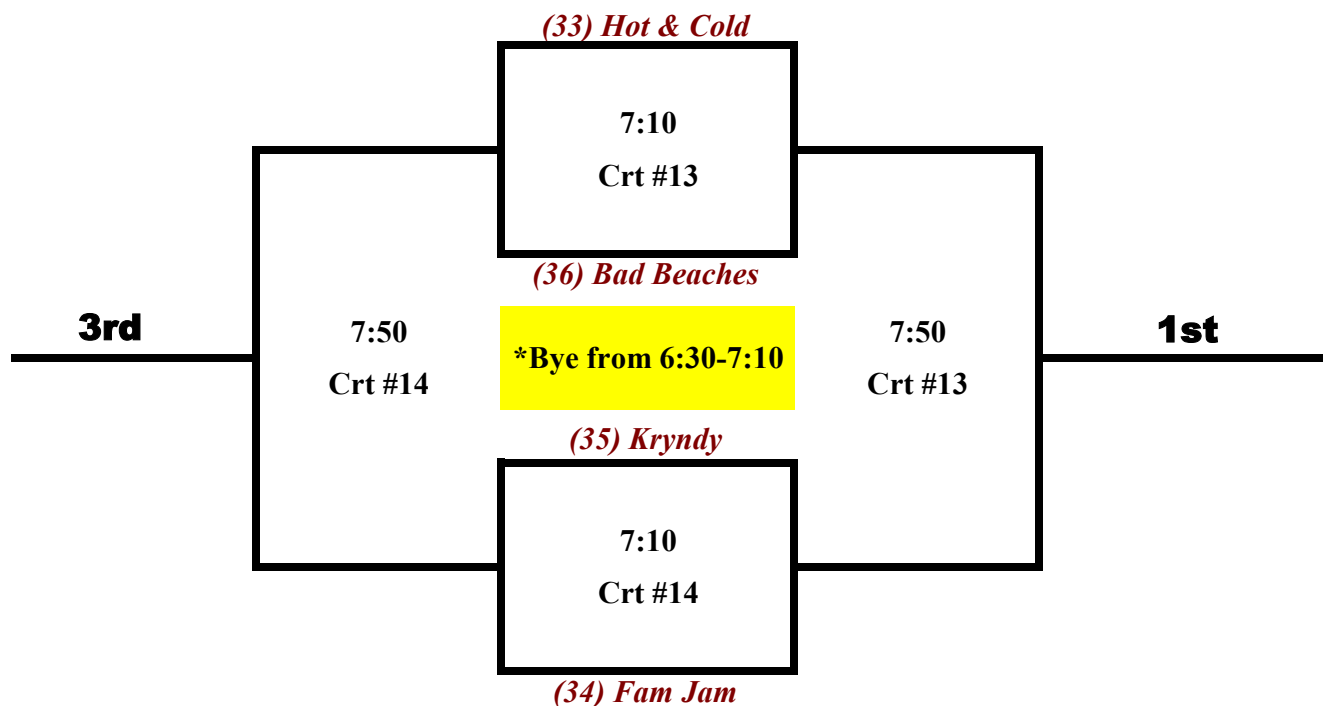 (33) Hot & Cold
7:10
Crt #13
(36) Bad Beaches
3rd
7:50
Crt #14
*Bye from 6:30-7:10
7:50
Crt #13
1st
(35) Kryndy
7:10
Crt #14
(34) Fam Jam